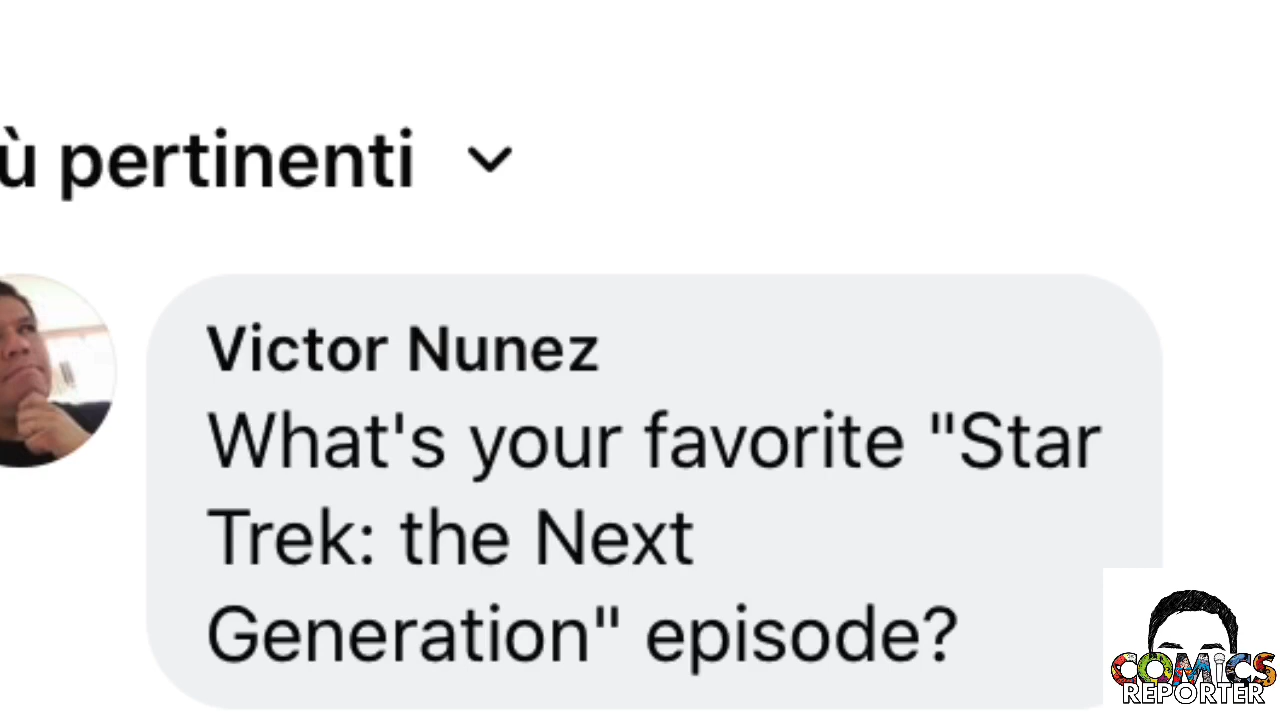 ù pertinenti
Victor Nunez
What's your favorite "Star
Trek: the Next
Generation" episode?
COMICS
REPORTER